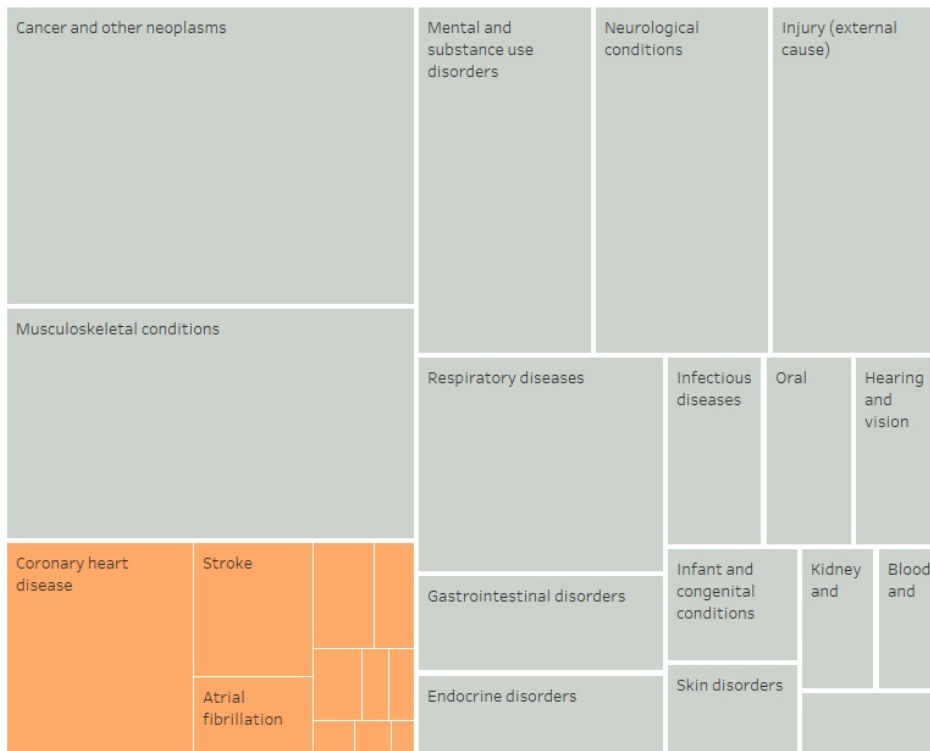 Cancer and other neoplasms
Mental and
substance use
disorders
Neurological
conditions
Injury (external
cause)
Musculoskeletal conditions
Respiratory diseases
Infectious
diseases
Oral
Hearing
and
vision
Coronary heart
disease
Stroke
Atrial
fibrillation
Gastrointestinal disorders
Endocrine disorders
Infant and
congenital
conditions
Kidney
and
Blood
and
Skin disorders